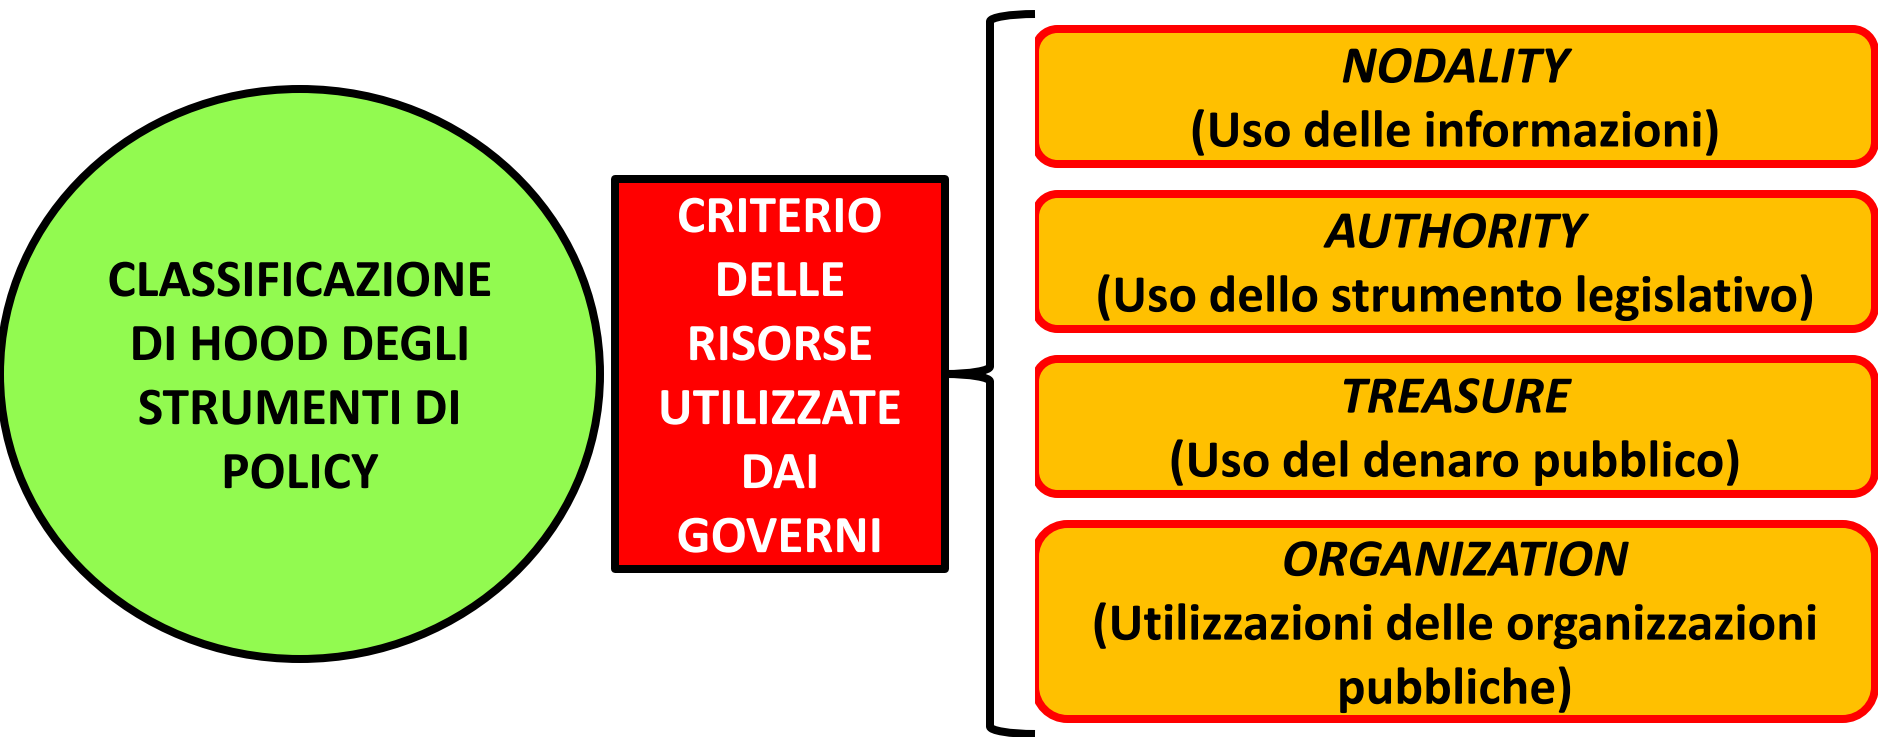 CLASSIFICAZIONE
DI HOOD DEGLI
STRUMENTI DI
POLICY
CRITERIO
DELLE
RISORSE
UTILIZZATE
DAI
GOVERNI
NODALITY
(Uso delle informazioni)
AUTHORITY
(Uso dello strumento legislativo)
TREASURE
(Uso del denaro pubblico)
ORGANIZATION
(Utilizzazioni delle organizzazioni
pubbliche)